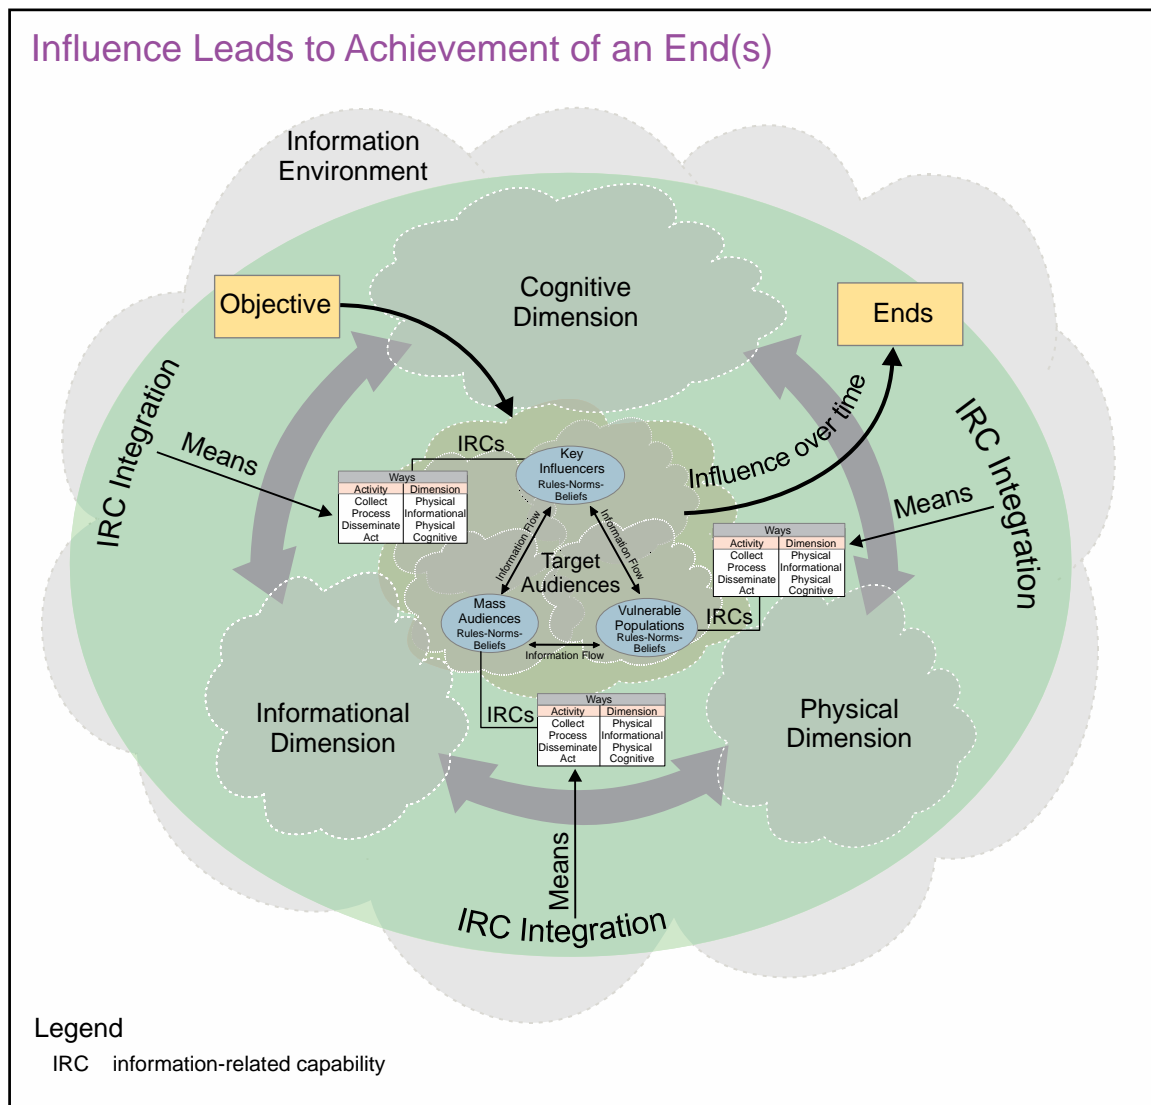 Influence Leads to Achievement of an End(s)
Information
Environment
Cognitive
Dimension
Objective
Ends
IRC Integration
Means
IRCs
Ways
Activity Dimension
Collect Physical
Process Informational
Disseminate Physical
Act Cognitive
Key
Influencers
Rules-Norms-
Beliefs
Influence over time
IRC Integration
Means
Ways
Activity Dimension
Collect Physical
Process Informational
Disseminate Physical
Act Cognitive
IRCs
Information Flow
Information Flow
Target
Audiences
Mass
Audiences
Rules-Norms-
Beliefs
Vulnerable
Populations
Rules-Norms-
Beliefs
Information Flow
Informational
Dimension
Physical
Dimension
IRCs
Ways
Activity Dimension
Collect Physical
Process Informational
Disseminate Physical
Act Cognitive
Means
IRC Integration
Legend
IRC information-related capability